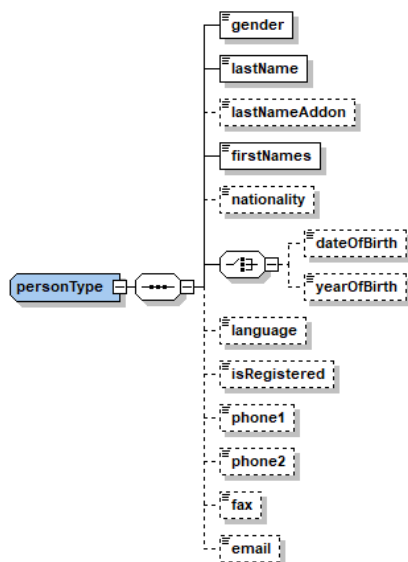 gender
lastName
lastNameAddon
firstNames
nationality
dateOfBirth
personType
yearOfBirth
language
isRegistered
phone1
phone2
fax
email